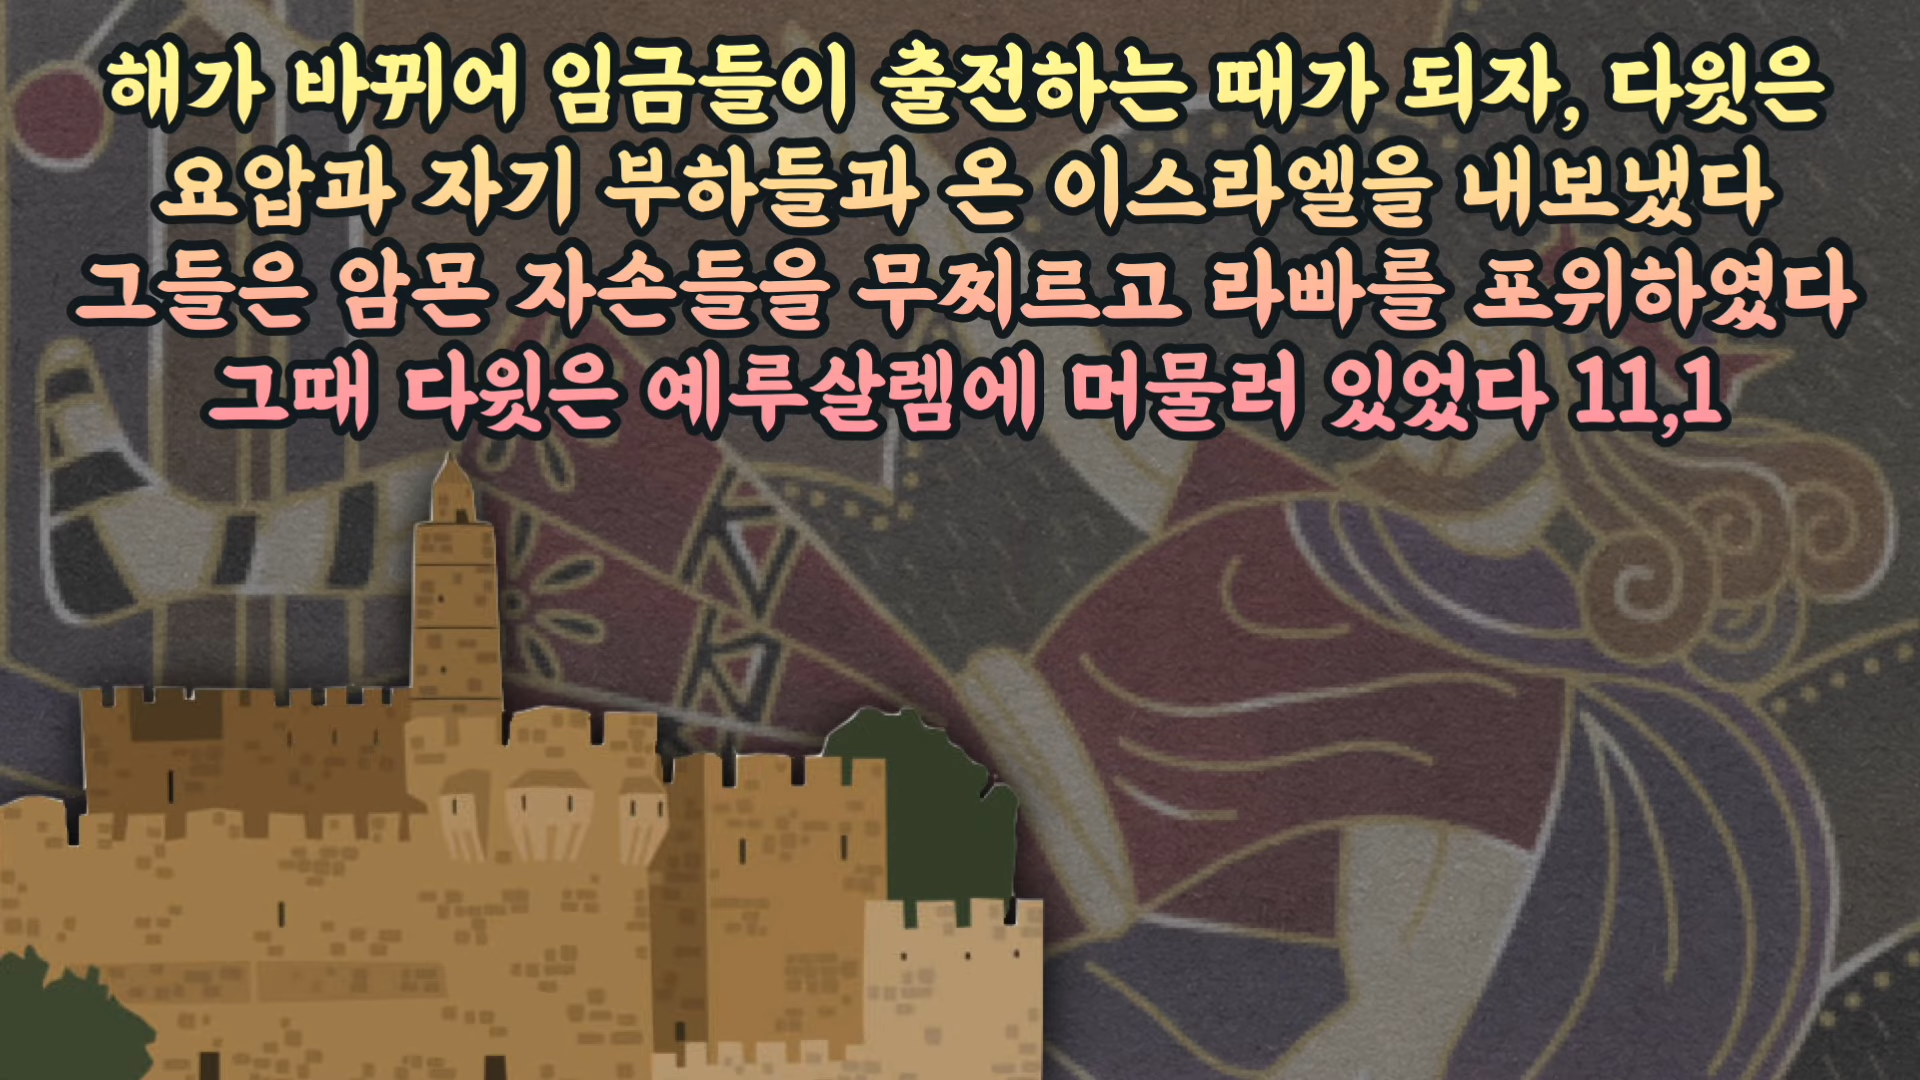 해가 바뀌어 임금들이 출전하는 때가 되자, 다윗은
요압과 자기 부하들과 온 이스라엘을 내보냈다
그들은 암몬 자손들을 무찌르고 라빠를 포위하였다
그때 다윗은 예루살렘에 머물러 있었다 11,1